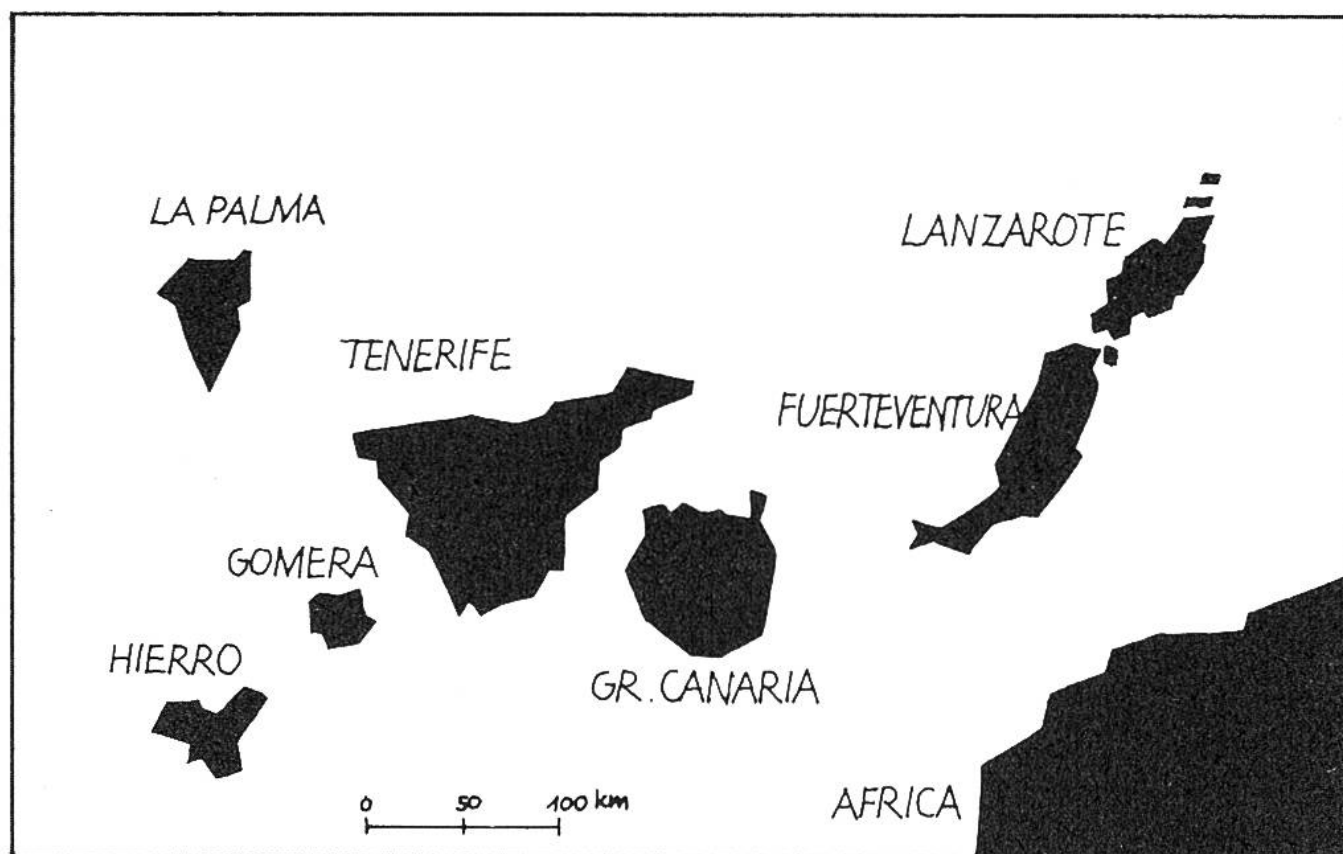 LA PALMA
LANZAROTE
TENERIFE
FUERTEVENTURA
GOMERA
HIERRO
GR. CANARIA
0 50 100 km
AFRICA